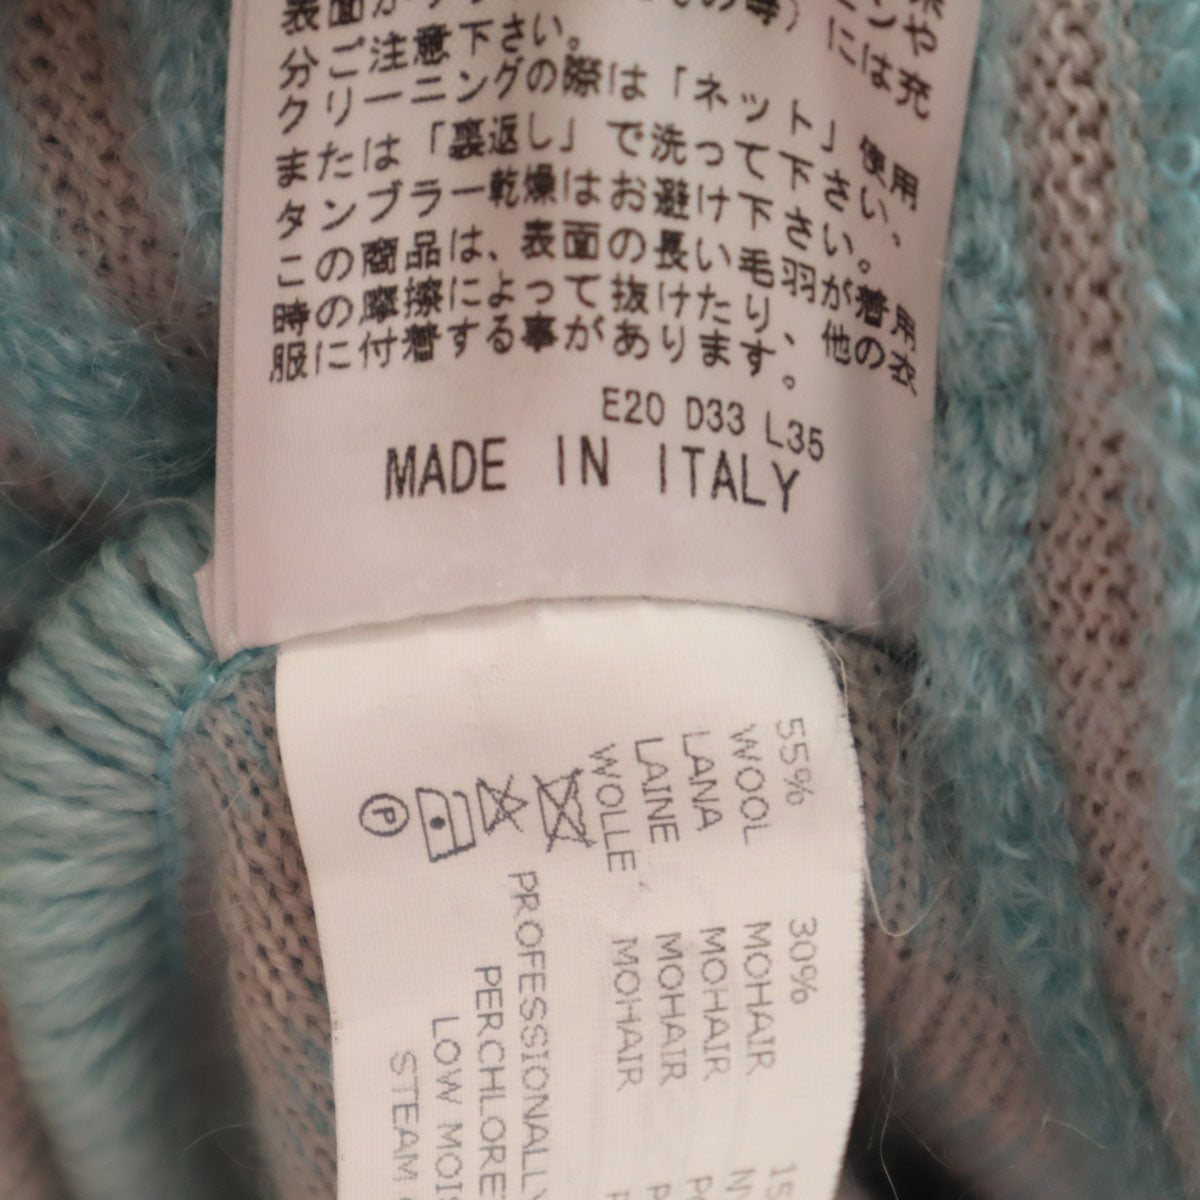 分ご注意下さい。
クリーニングの際は「ネット」使用
または「裏返し」で洗って下さい。
タンブラー乾燥はお避け下さい。
この商品は、表面の長い毛羽が着用
時の摩擦によって抜けたり、他の衣
服に付着する事があります。
E20 D33 L35
MADE IN ITALY
55% 30%
WOOL MOHAIR
LANA MOHAIR
LAINE MOHAIR
WOLLE MOHAIR
P
PROFESSIONALLY
LOW
STEAM